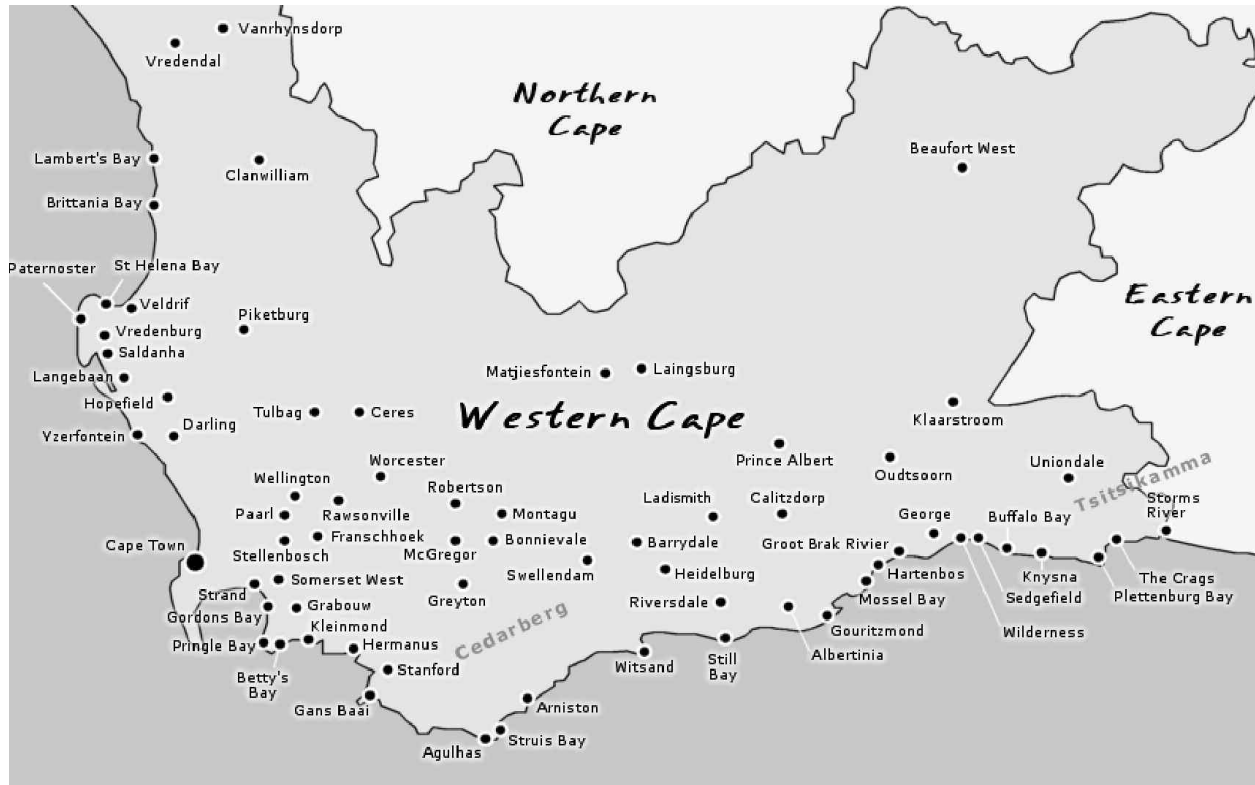 Vanrhynsdorp
Vredendal
Northern
Cape
Lambert's Bay
Clanwilliam
Beaufort West
Brittania Bay
Paternoster
St Helena Bay
Veldrif
Piketburg
Vredenburg
Saldanha
Eastern
Cape
Langebaan
Matjiesfontein
Laingsburg
Hopefield
Tulbag
Ceres
Western Cape
Klaarstroom
Yzerfontein
Darling
Worcester
Prince Albert
Oudtsoorn
Uniondale
Tsitsikamma
Wellington
Robertson
Ladismith
Calitzdorp
Storms
River
Paarl
Rawsonville
Montagu
George
Buffalo Bay
Cape Town
Stellenbosch
Franschhoek
McGregor
Bonnievale
Barrydale
Groot Brak Rivier
Swellendam
Heidelburg
Hartenbos
Knysna
The Crags
Strand
Somerset West
Greyton
Riversdale
Mossel Bay
Sedgefield
Plettenburg Bay
Gordons Bay
Grabouw
Kleinmond
Cedarberg
Gouritzmond
Wilderness
Pringle Bay
Hermanus
Albertinia
Betty's
Bay
Stanford
Witsand
Still
Bay
Gans Baai
Arniston
Agulhas
Struis Bay